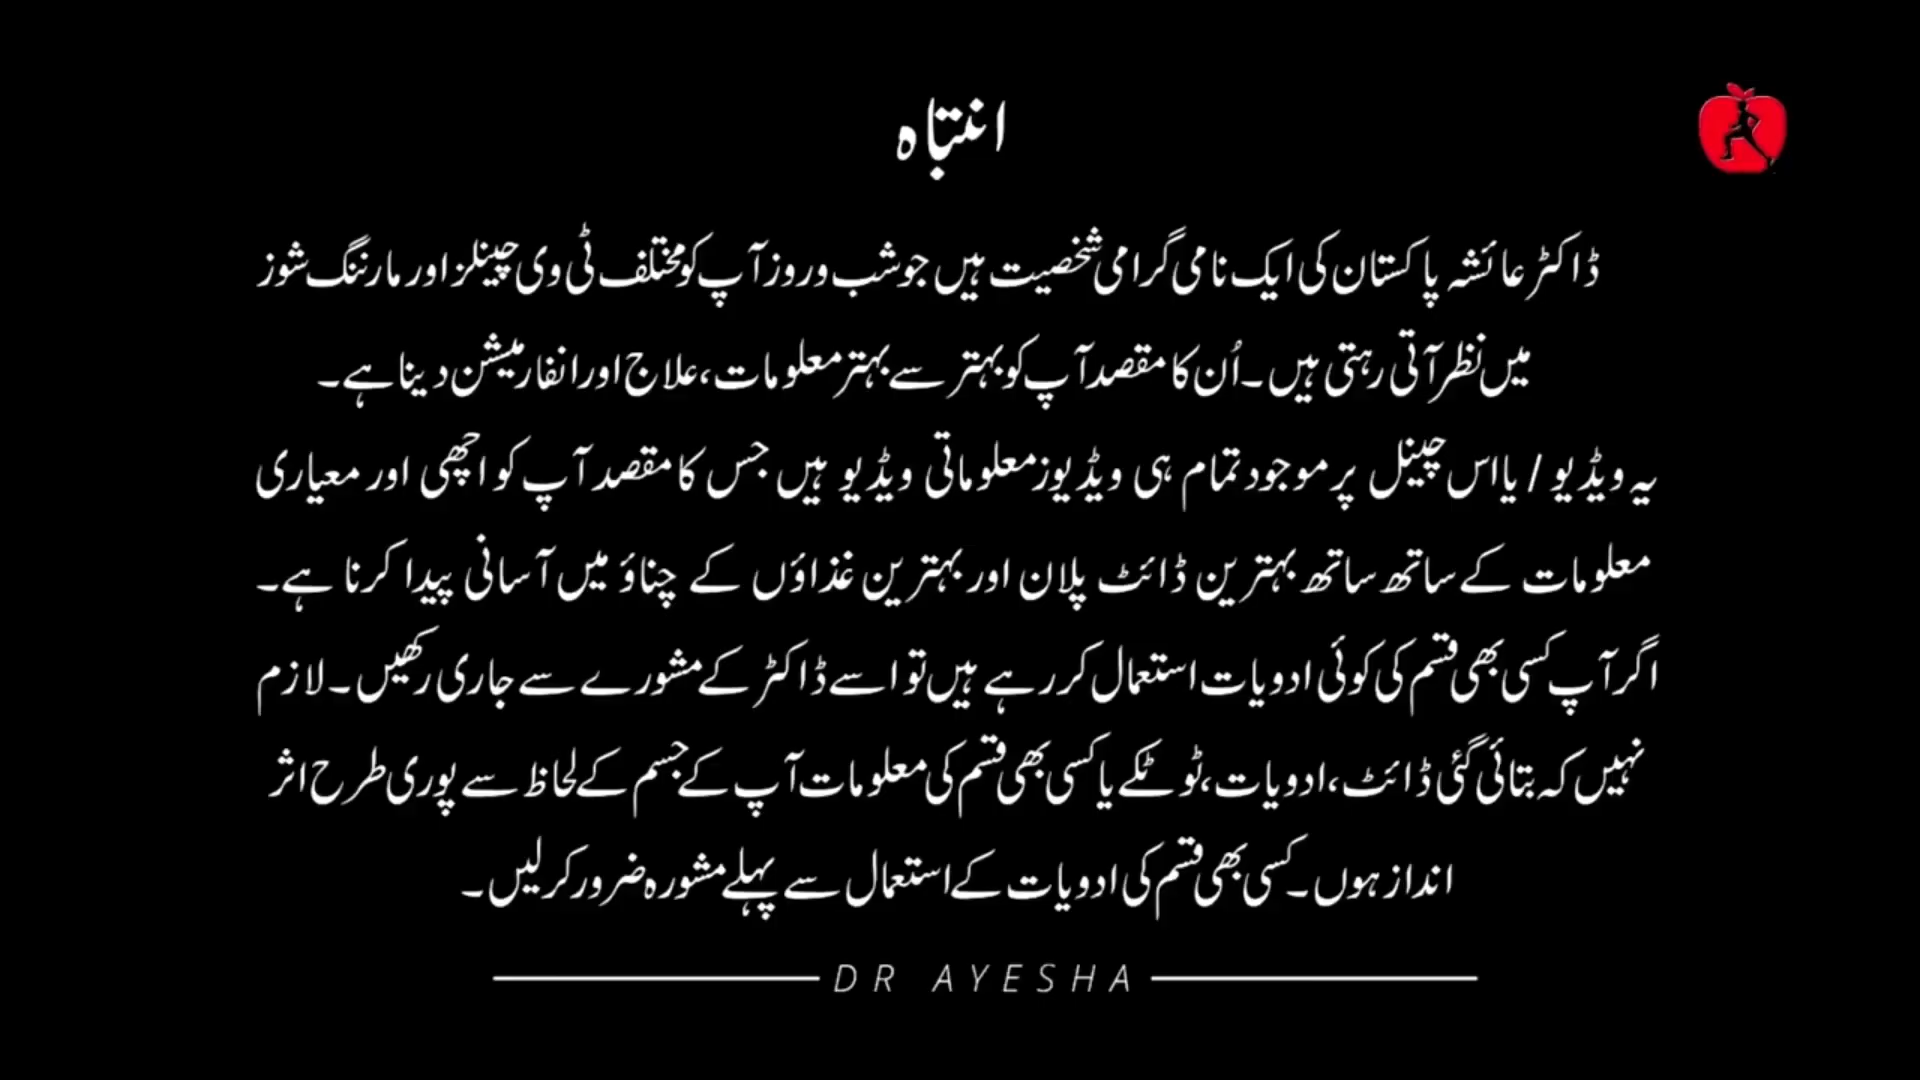 انتباہ
ڈاکٹر عائشہ پاکستان کی ایک نامی گرامی شخصیت ہیں جو شب و روز آپ کو مختلف ٹی وی چینلز اور مارننگ شوز
میں نظر آتی رہتی ہیں۔ اُن کا مقصد آپ کو بہتر سے بہتر معلومات، علاج اور انفارمیشن دینا ہے۔
یہ ویڈیو / یا اس چینل پر موجود تمام ہی ویڈیوز معلوماتی ویڈیو ہیں جس کا مقصد آپ کو اچھی اور معیاری
معلومات کے ساتھ ساتھ بہترین ڈائٹ پلان اور بہترین غذاؤں کے چناؤ میں آسانی پیدا کرنا ہے۔
اگر آپ کسی بھی قسم کی کوئی ادویات استعمال کر رہے ہیں تو اسے ڈاکٹر کے مشورے سے جاری رکھیں۔ لازم
نہیں کہ بتائی گئی ڈائٹ، ادویات، ٹوٹکے یا کسی بھی قسم کی معلومات آپ کے جسم کے لحاظ سے پوری طرح اثر
انداز ہوں۔ کسی بھی قسم کی ادویات کے استعمال سے پہلے مشورہ ضرور کر لیں۔
DR AYESHA